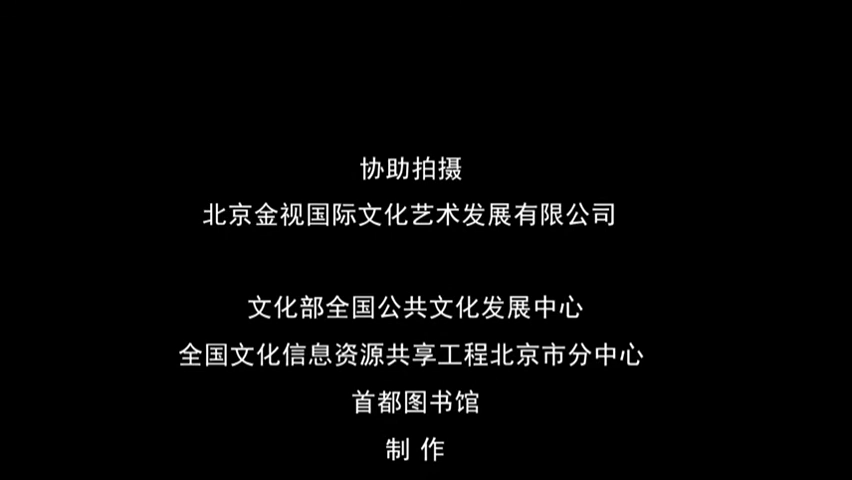 协助拍摄
北京金视国际文化艺术发展有限公司
文化部全国公共文化发展中心
全国文化信息资源共享工程北京市分中心
首都图书馆
制 作